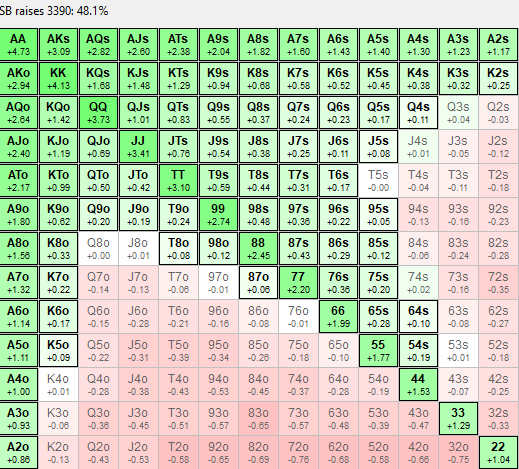 SB raises 3390: 48.1%
AA AKs AQs AJs ATs A9s A8s A7s A6s A5s A4s A3s A2s
+4.73 +3.09 +2.82 +2.60 +2.38 +2.04 +1.82 +1.60 +1.43 +1.40 +1.30 +1.23 +1.17
AKo KK KQs KJs KTs K9s K8s K7s K6s K5s K4s K3s K2s
+2.94 +4.13 +1.68 +1.48 +1.29 +0.94 +0.68 +0.58 +0.52 +0.45 +0.38 +0.32 +0.25
AQo KQo QQ QJs QTs Q9s Q8s Q7s Q6s Q5s Q4s Q3s Q2s
+2.64 +1.42 +3.73 +1.01 +0.83 +0.55 +0.37 +0.24 +0.23 +0.17 +0.11 +0.04 -0.03
AJo KJo QJo JJ JTs J9s J8s J7s J6s J5s J4s J3s J2s
+2.40 +1.19 +0.69 +3.41 +0.76 +0.54 +0.38 +0.25 +0.11 +0.08 +0.01 -0.05 -0.12
ATo KTo QTo JTo TT T9s T8s T7s T6s T5s T4s T3s T2s
+2.17 +0.99 +0.50 +0.42 +3.10 +0.59 +0.44 +0.31 +0.17 -0.00 -0.04 -0.11 -0.18
A9o K9o Q9o J9o T9o 99 98s 97s 96s 95s 94s 93s 92s
+1.80 +0.62 +0.20 +0.19 +0.24 +2.74 +0.48 +0.36 +0.22 +0.05 -0.13 -0.16 -0.23
A8o K8o Q8o J8o T8o 98o 88 87s 86s 85s 84s 83s 82s
+1.56 +0.33 +0.00 +0.01 +0.08 +0.12 +2.45 +0.43 +0.29 +0.12 -0.06 -0.24 -0.28
A7o K7o Q7o J7o T7o 97o 87o 77 76s 75s 74s 73s 72s
+1.32 +0.22 -0.14 -0.13 -0.06 -0.01 +0.06 +2.20 +0.36 +0.20 +0.02 -0.16 -0.35
A6o K6o Q6o J6o T6o 96o 86o 76o 66 65s 64s 63s 62s
+1.14 +0.17 -0.15 -0.28 -0.21 -0.16 -0.08 -0.01 +1.99 +0.28 +0.10 -0.08 -0.27
A5o K5o Q5o J5o T5o 95o 85o 75o 65o 55 54s 53s 52s
+1.11 +0.09 -0.22 -0.31 -0.39 -0.34 -0.26 -0.18 -0.10 +1.77 +0.19 +0.01 -0.18
A4o K4o Q4o J4o T4o 94o 84o 74o 64o 54o 44 43s 42s
+1.00 +0.01 -0.28 -0.38 -0.43 -0.53 -0.45 -0.37 -0.28 -0.19 +1.53 -0.07 -0.25
A3o K3o Q3o J3o T3o 93o 83o 73o 63o 53o 43o 33 32s
+0.93 -0.06 -0.36 -0.45 -0.51 -0.57 -0.65 -0.57 -0.48 -0.39 -0.47 +1.29 -0.33
A2o K2o Q2o J2o T2o 92o 82o 72o 62o 52o 42o 32o 22
+0.86 -0.13 -0.43 -0.53 -0.58 -0.65 -0.69 -0.76 -0.68 -0.58 -0.66 -0.75 +1.04